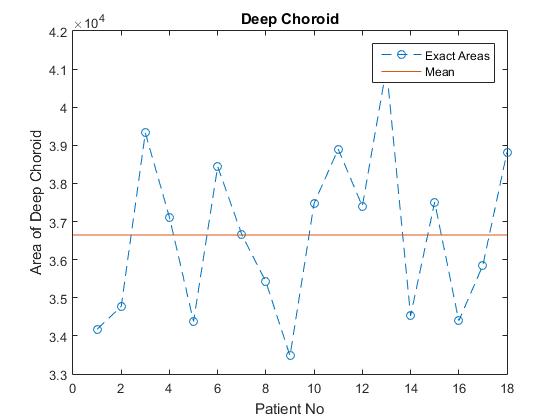 Deep Choroid
×10⁴
4.2
4.1
4
3.9
3.8
3.7
3.6
3.5
3.4
3.3
Area of Deep Choroid
Exact Areas
Mean
0 2 4 6 8 10 12 14 16 18
Patient No